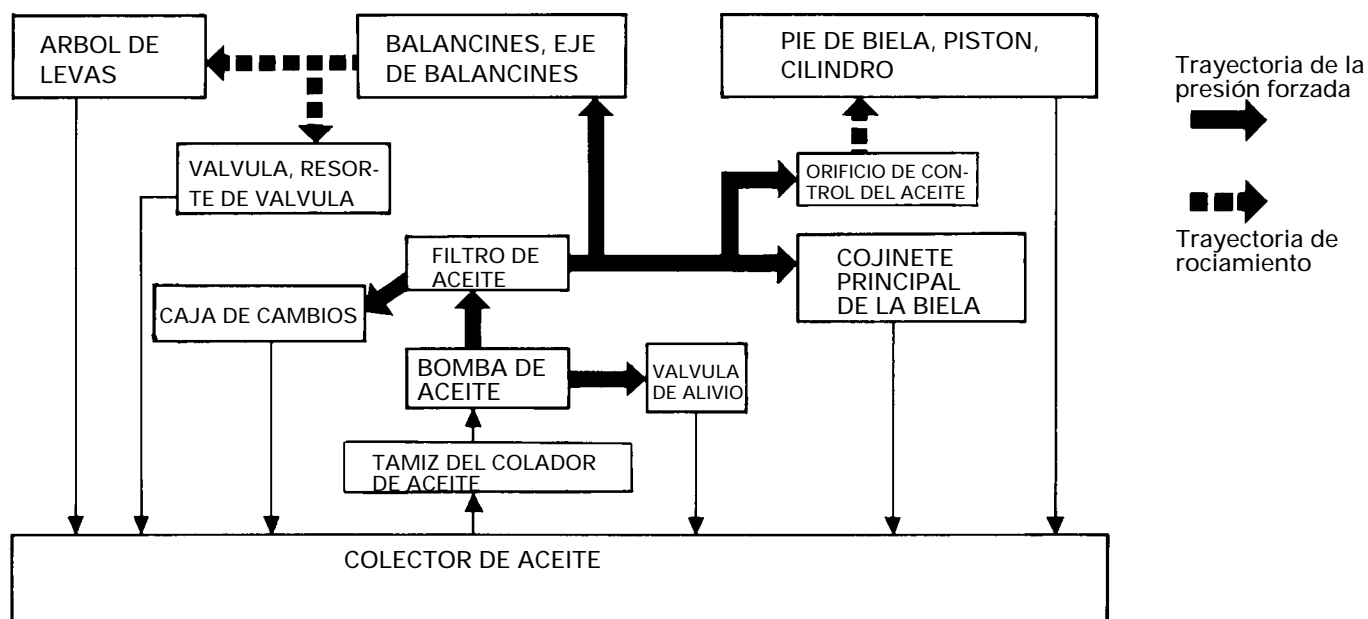 ARBOL DE
LEVAS
BALANCINES, EJE
DE BALANCINES
PIE DE BIELA, PISTON,
CILINDRO
Trayectoria de la
presión forzada
VALVULA, RESOR-
TE DE VALVULA
ORIFICIO DE CON-
TROL DEL ACEITE
Trayectoria de
rociamiento
FILTRO DE
ACEITE
COJINETE
PRINCIPAL
DE LA BIELA
CAJA DE CAMBIOS
BOMBA DE
ACEITE
VALVULA
DE ALIVIO
TAMIZ DEL COLADOR
DE ACEITE
COLECTOR DE ACEITE